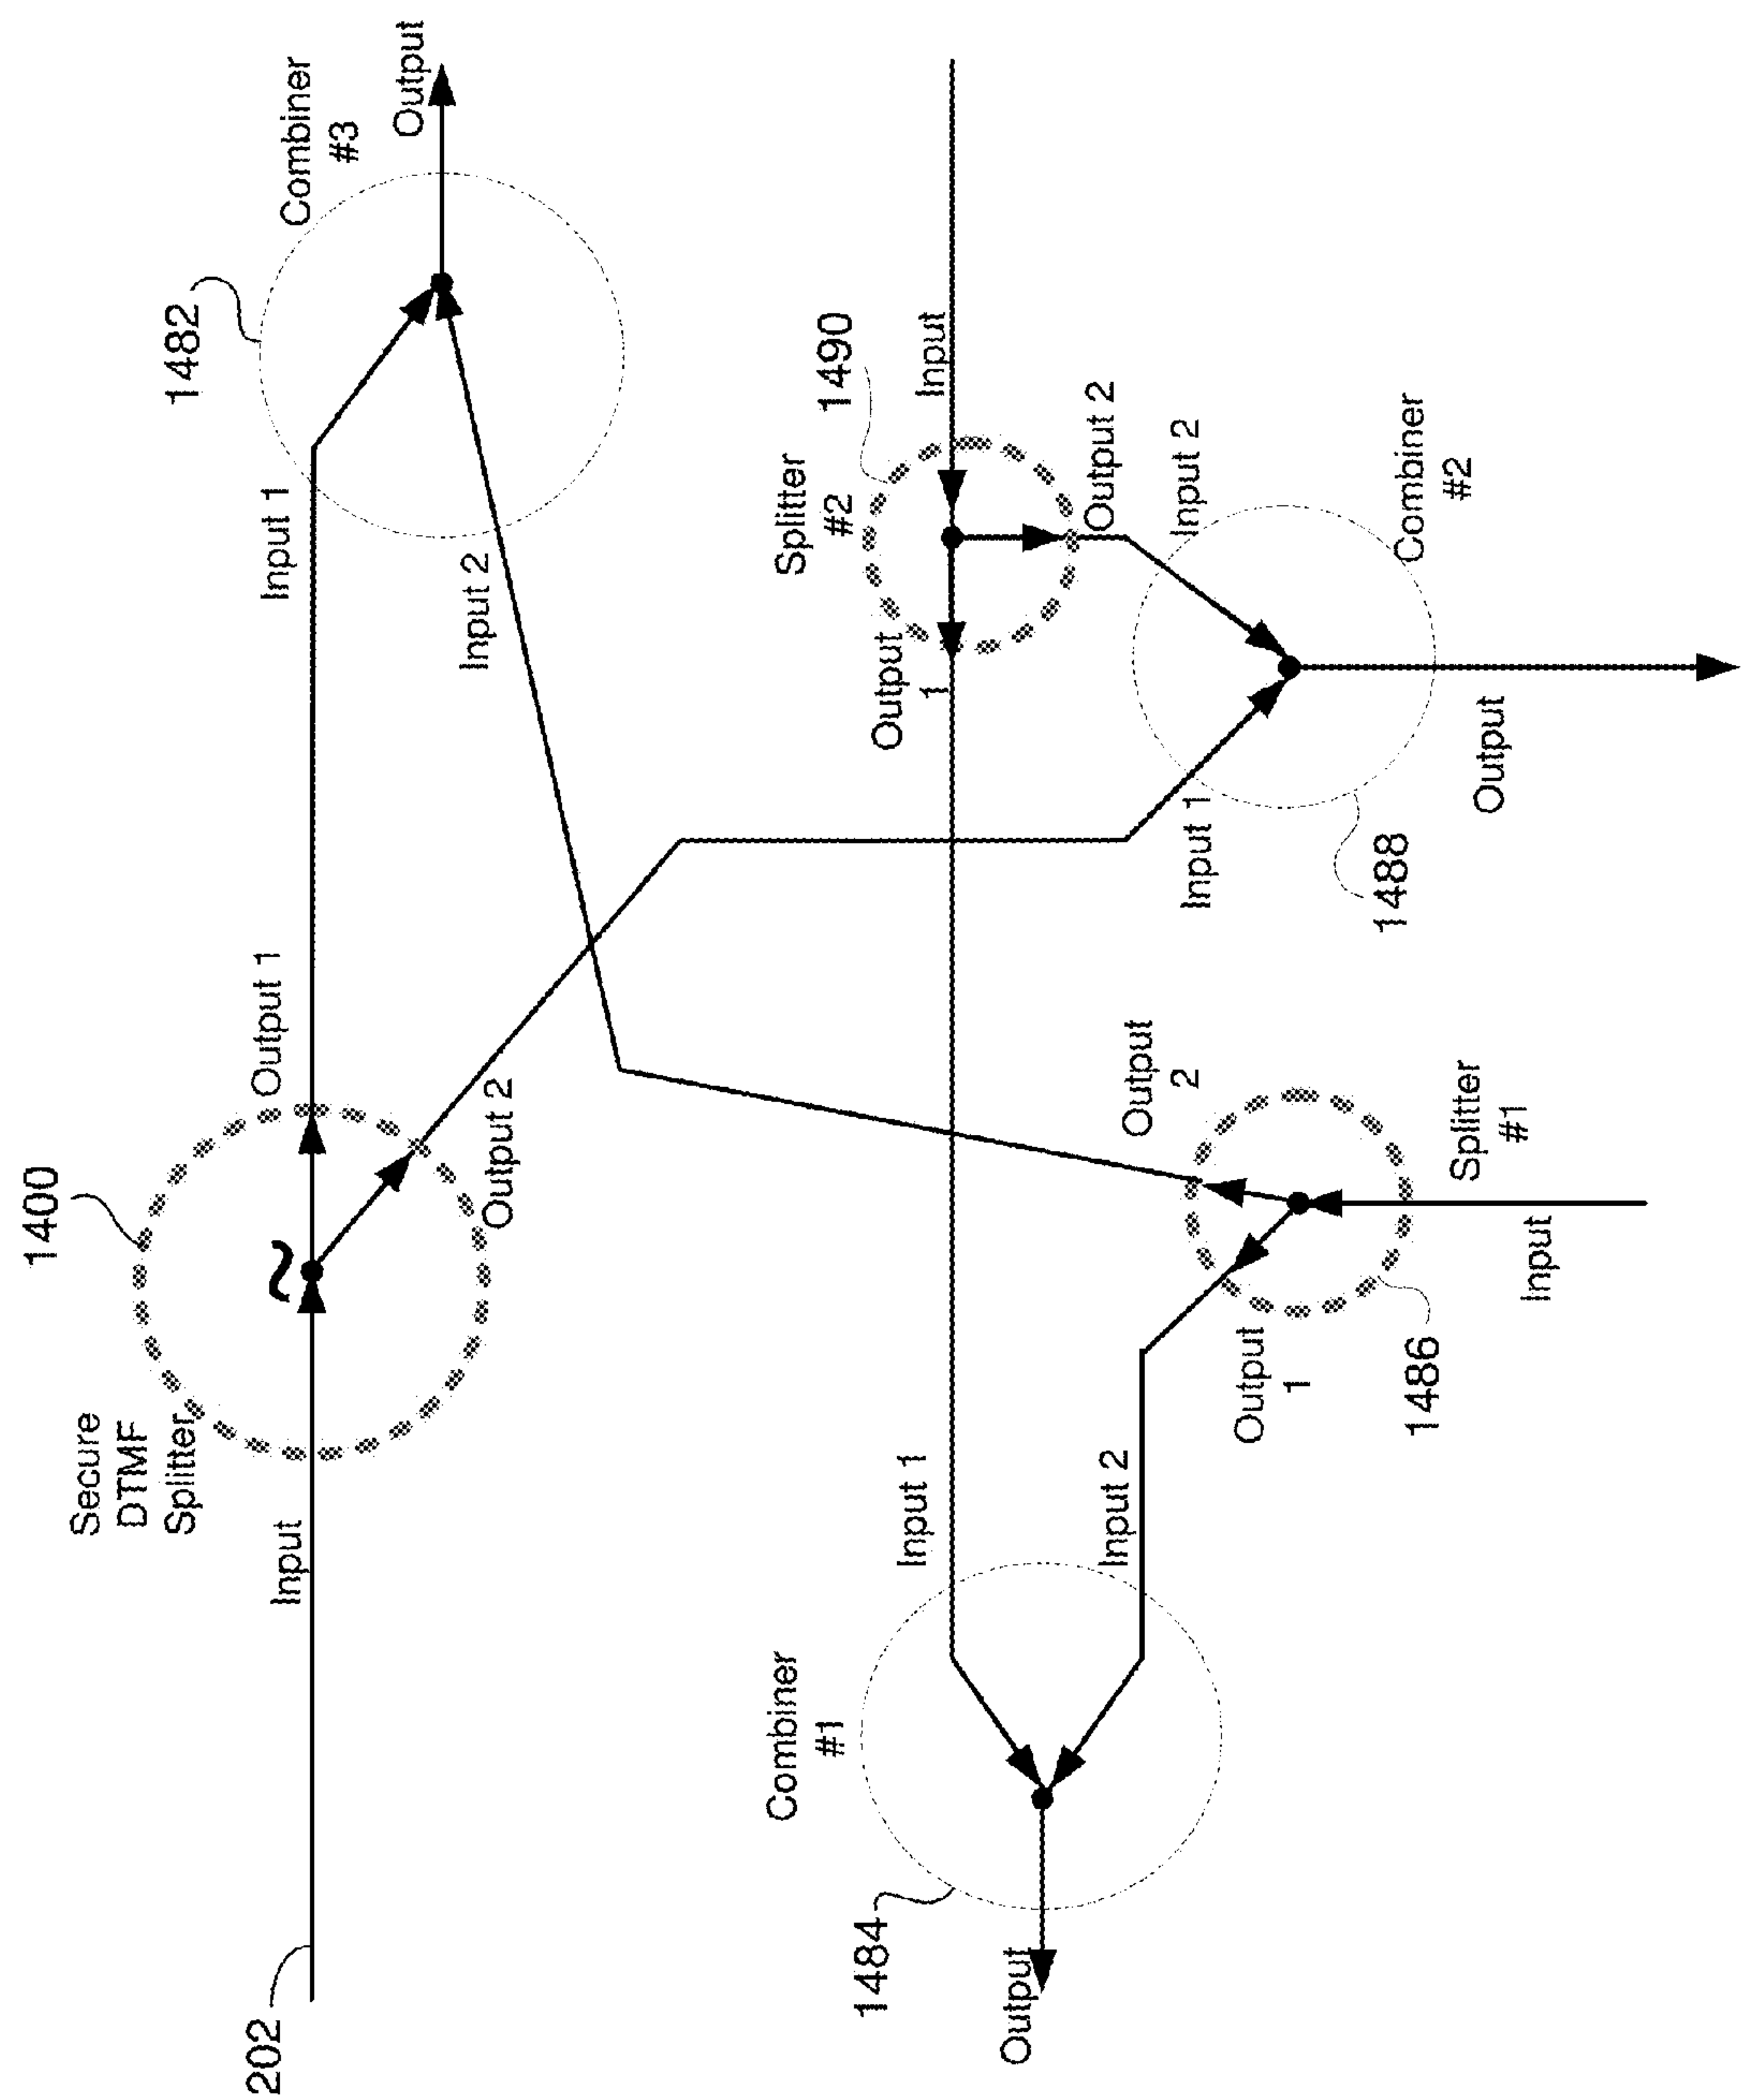 1400
Secure
DTMF
Splitter
Input
202
Output 1
Output 2
Input 1
Input 2
1482
Combiner
#3
Output
Combiner
#1
1484
Output
Input 1
Input 2
Output
1
Splitter
#2
1490
Input
Output 2
Output
1
Output
2
1486
Splitter
#1
Input
Input 1
Input 2
Combiner
#2
1488
Output